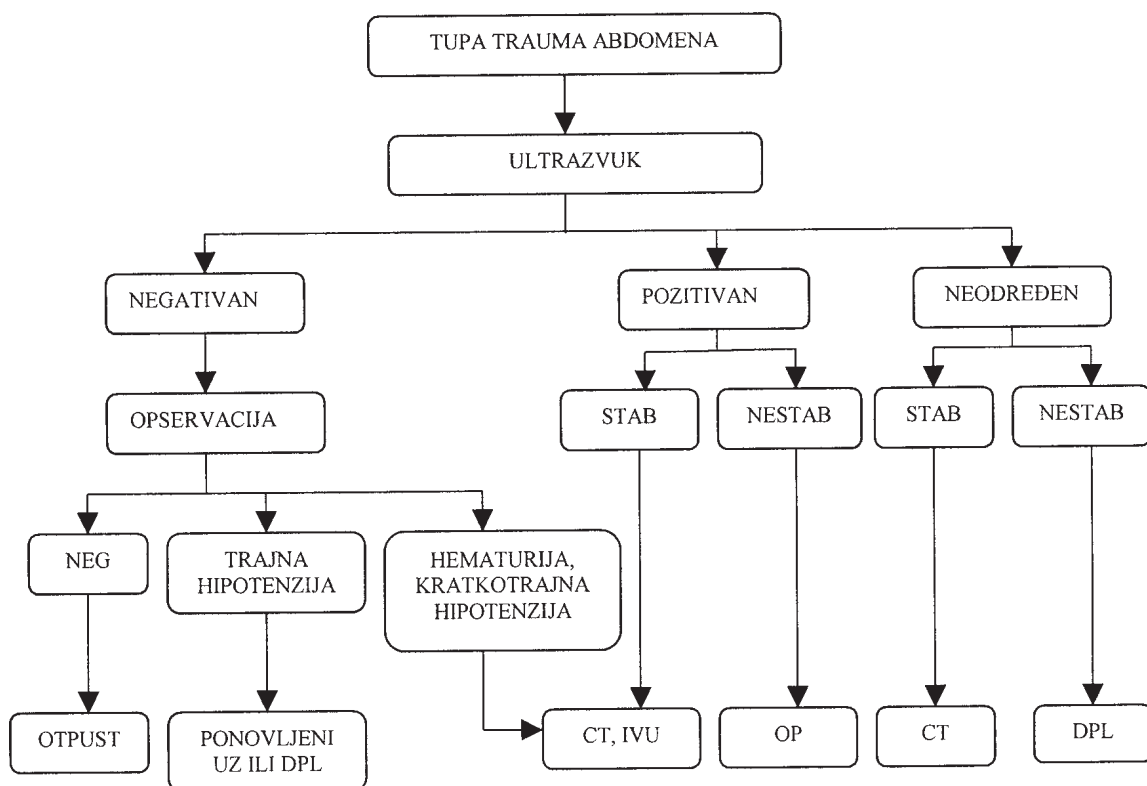 TUPA TRAUMA ABDOMENA
ULTRAZVUK
NEGATIVAN
POZITIVAN
NEODREĐEN
OPSERVACIJA
STAB
NESTAB
STAB
NESTAB
NEG
TRAJNA
HIPOTENZIJA
HEMATURIJA,
KRATKOTRAJNA
HIPOTENZIJA
OTPUST
PONOVLJENI
UZ ILI DPL
CT, IVU
OP
CT
DPL